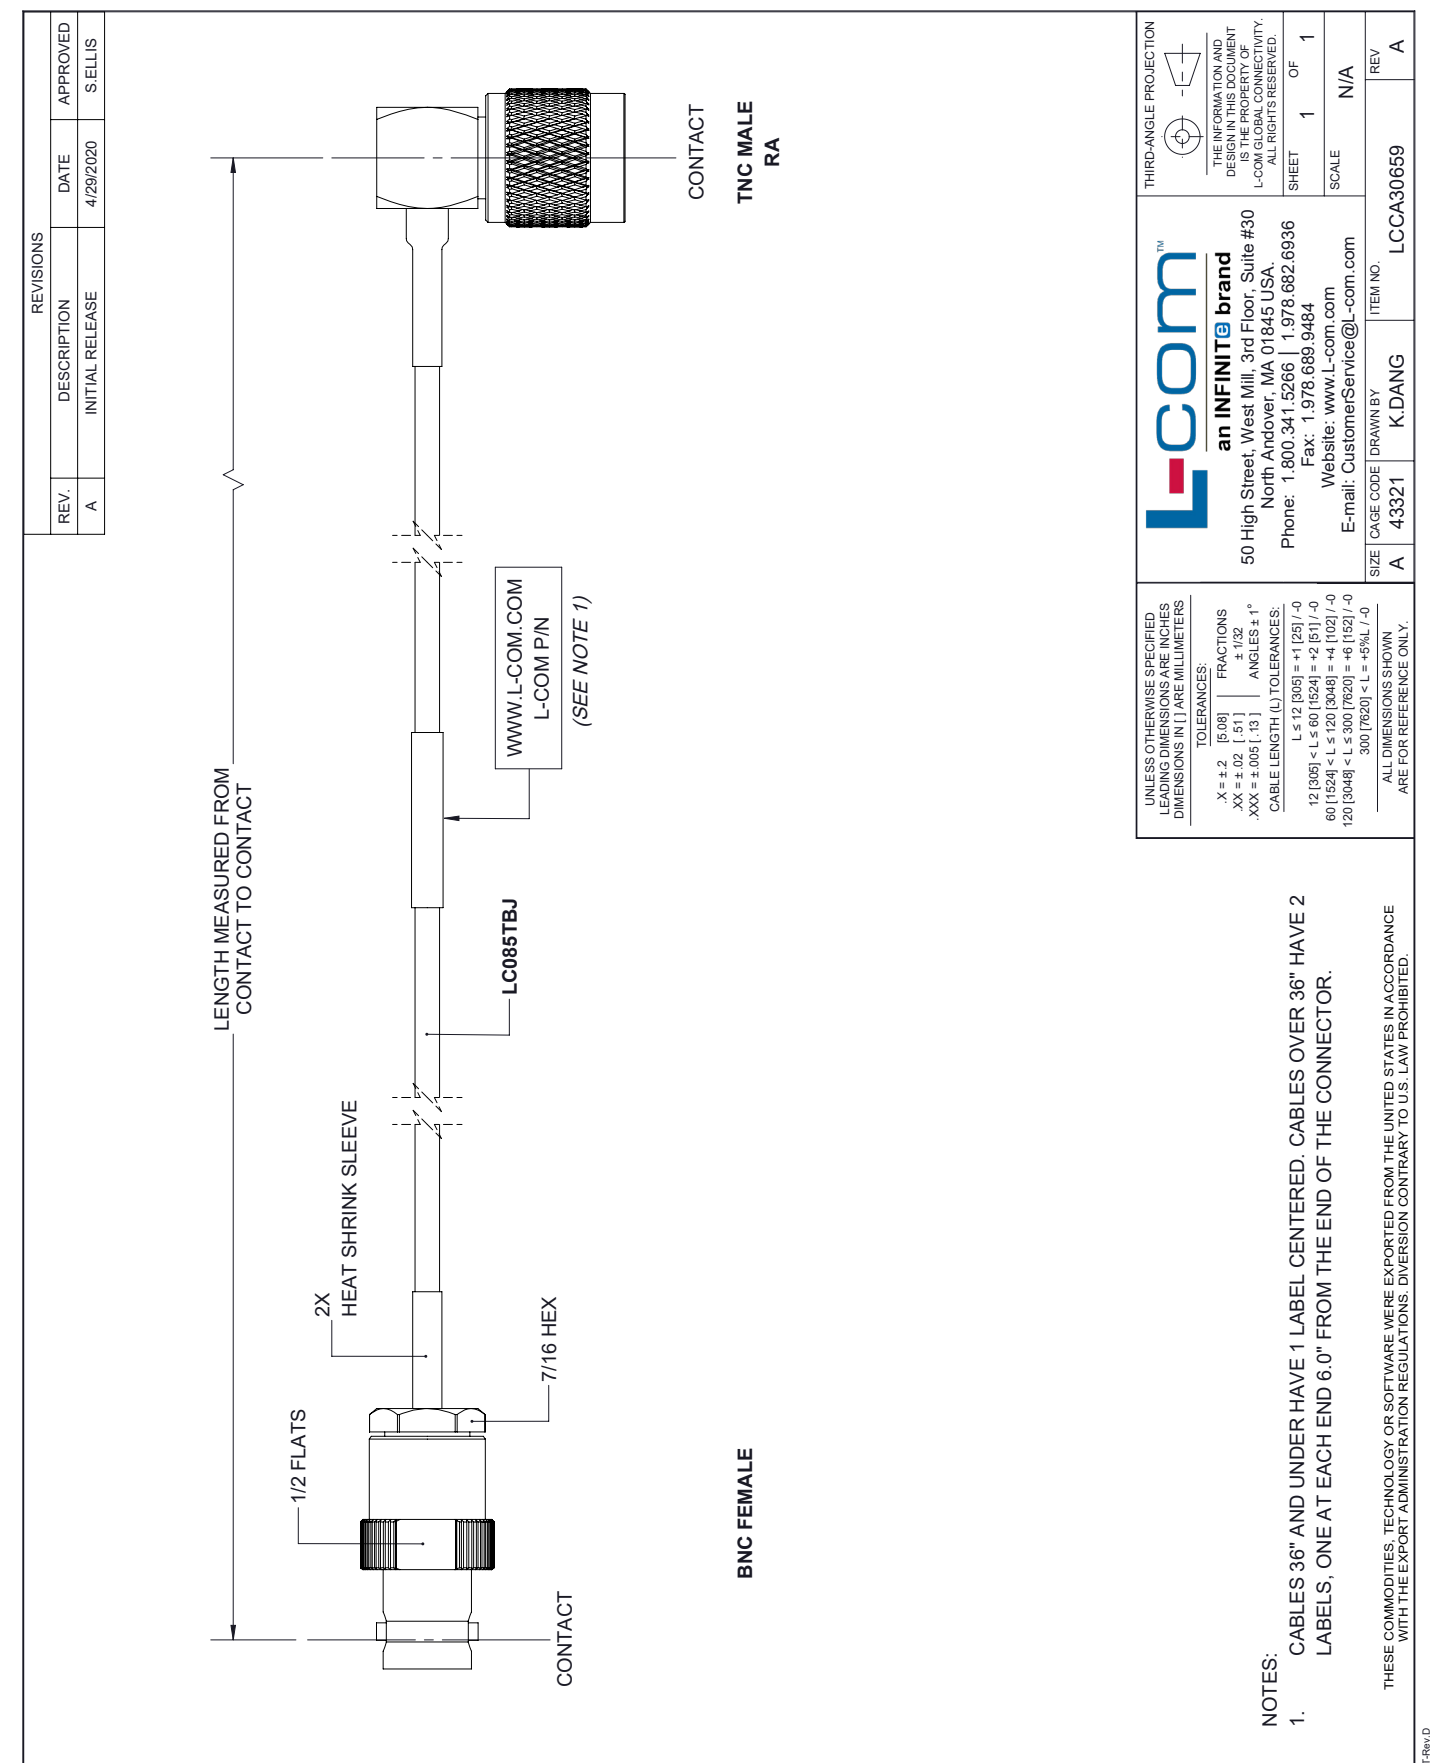 REVISIONS
REV. DESCRIPTION DATE APPROVED
A INITIAL RELEASE 4/29/2020 S.ELLIS
LENGTH MEASURED FROM
CONTACT TO CONTACT
1/2 FLATS
2X
HEAT SHRINK SLEEVE
7/16 HEX
CONTACT
LC085TBJ
WWW.L-COM.COM
L-COM P/N
(SEE NOTE 1)
CONTACT
BNC FEMALE
TNC MALE
RA
NOTES:
1. CABLES 36" AND UNDER HAVE 1 LABEL CENTERED. CABLES OVER 36" HAVE 2
LABELS, ONE AT EACH END 6.0" FROM THE END OF THE CONNECTOR.
THESE COMMODITIES, TECHNOLOGY OR SOFTWARE WERE EXPORTED FROM THE UNITED STATES IN ACCORDANCE
WITH THE EXPORT ADMINISTRATION REGULATIONS. DIVERSION CONTRARY TO U.S. LAW PROHIBITED.
UNLESS OTHERWISE SPECIFIED
LEADING DIMENSIONS ARE INCHES
DIMENSIONS IN [ ] ARE MILLIMETERS
TOLERANCES:
.X = ±.2 [5.08] FRACTIONS
.XX = ±.02 [.51 ] ± 1/32
.XXX = ±.005 [.13 ] ANGLES ± 1°
CABLE LENGTH (L) TOLERANCES:
L ≤ 12 [305] = +1 [25] / -0
12 [305] < L ≤ 60 [1524] = +2 [51] / -0
60 [1524] < L ≤ 120 [3048] = +4 [102] / -0
120 [3048] < L ≤ 300 [7620] = +6 [152] / -0
300 [7620] < L = +5%L / -0
ALL DIMENSIONS SHOWN
ARE FOR REFERENCE ONLY.
L-com™
an INFINITe brand
50 High Street, West Mill, 3rd Floor, Suite #30
North Andover, MA 01845 USA.
Phone: 1.800.341.5266 | 1.978.682.6936
Fax: 1.978.689.9484
Website: www.L-com.com
E-mail: CustomerService@L-com.com
THIRD-ANGLE PROJECTION
THE INFORMATION AND
DESIGN IN THIS DOCUMENT
IS THE PROPERTY OF
L-COM GLOBAL CONNECTIVITY.
ALL RIGHTS RESERVED.
SHEET 1 OF 1
SCALE N/A
SIZE A
CAGE CODE 43321
DRAWN BY K.DANG
ITEM NO. LCCA30659
REV A
T-Rev.D